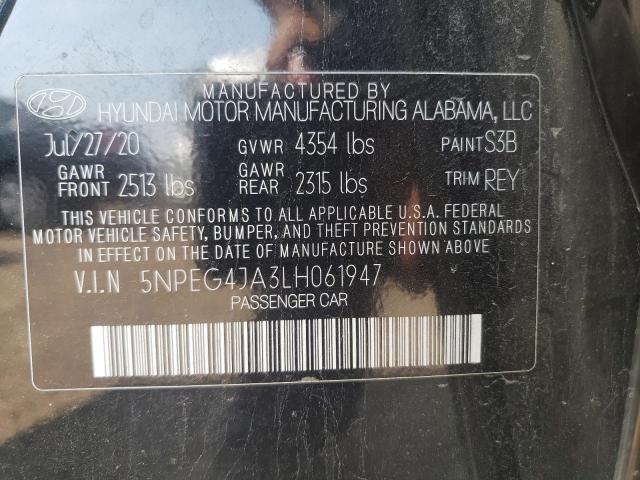 MANUFACTURED BY
HYUNDAI MOTOR MANUFACTURING ALABAMA, LLC
Jul/27/20 GVWR 4354 lbs PAINT S3B
GAWR FRONT 2513 lbs GAWR REAR 2315 lbs TRIM REY
THIS VEHICLE CONFORMS TO ALL APPLICABLE U.S.A. FEDERAL
MOTOR VEHICLE SAFETY, BUMPER, AND THEFT PREVENTION STANDARDS
IN EFFECT ON THE DATE OF MANUFACTURE SHOWN ABOVE.
V.I.N 5NPEG4JA3LH061947
PASSENGER CAR